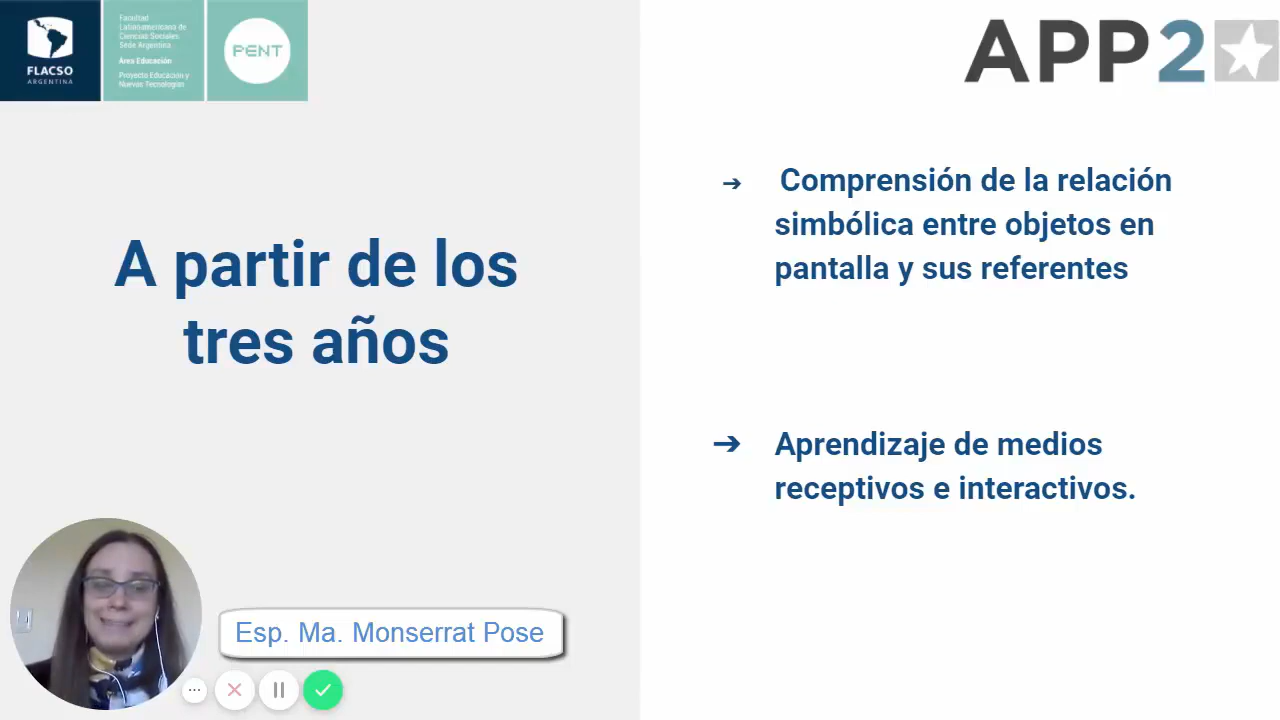 FLACSO
ARGENTINA
Facultad
Latinoamericana de
Ciencias Sociales.
Sede Argentina
Área Educación
Proyecto Educación y
Nuevas Tecnologías
PENT
APP2
A partir de los
tres años
➔ Comprensión de la relación
simbólica entre objetos en
pantalla y sus referentes
➔ Aprendizaje de medios
receptivos e interactivos.
Esp. Ma. Monserrat Pose